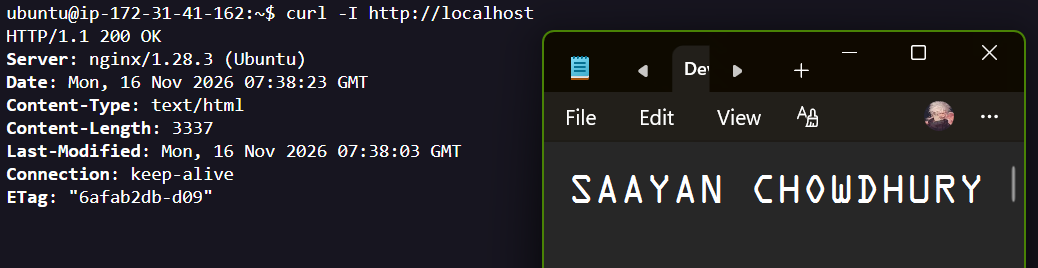 ubuntu@ip-172-31-41-162:~$ curl -I http://localhost
HTTP/1.1 200 OK
Server: nginx/1.28.3 (Ubuntu)
Date: Mon, 16 Nov 2026 07:38:23 GMT
Content-Type: text/html
Content-Length: 3337
Last-Modified: Mon, 16 Nov 2026 07:38:03 GMT
Connection: keep-alive
ETag: "6afab2db-d09"
De
File Edit View
SAAYAN CHOWDHURY